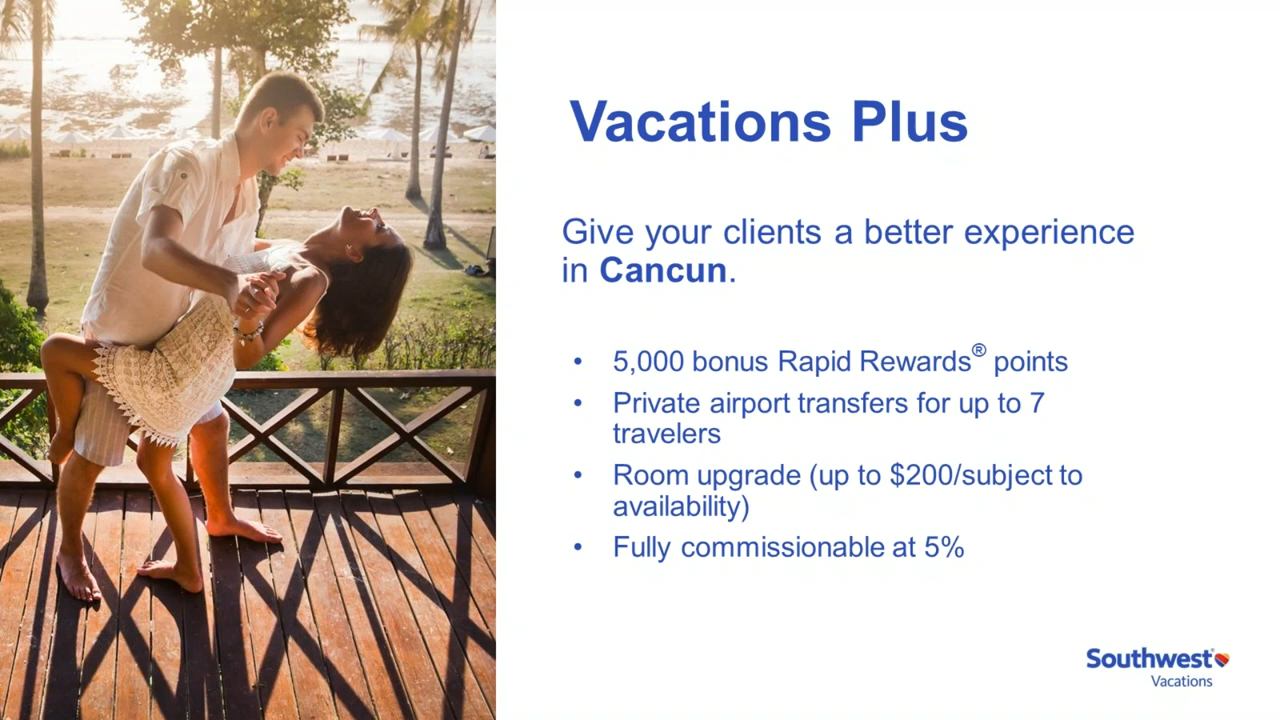 Vacations Plus
Give your clients a better experience
in Cancun.
• 5,000 bonus Rapid Rewards® points
• Private airport transfers for up to 7
travelers
• Room upgrade (up to $200/subject to
availability)
• Fully commissionable at 5%
Southwest®
Vacations